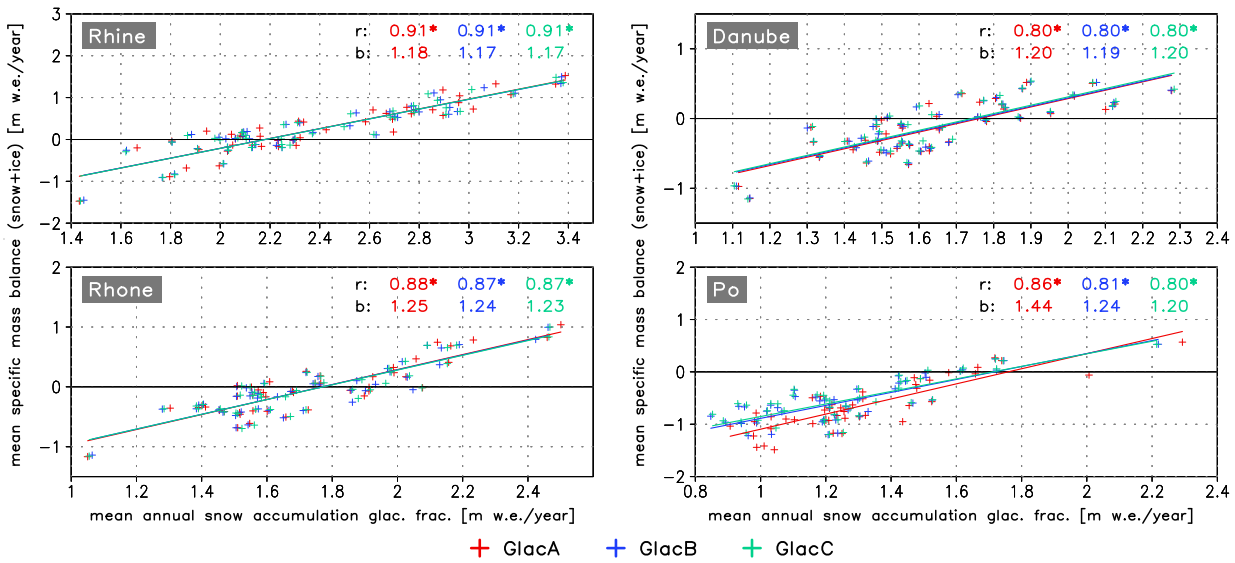 mean specific mass balance (snow+ice) [m w.e./year]
Rhine
r: 0.91* 0.91* 0.91*
b: 1.18 1.17 1.17
3
2
1
0
−1
−2
1.4 1.6 1.8 2 2.2 2.4 2.6 2.8 3 3.2 3.4
mean specific mass balance (snow+ice) [m w.e./year]
Danube
r: 0.80* 0.80* 0.80*
b: 1.20 1.19 1.20
1
0
−1
1 1.1 1.2 1.3 1.4 1.5 1.6 1.7 1.8 1.9 2 2.1 2.2 2.3 2.4
Rhone
r: 0.88* 0.87* 0.87*
b: 1.25 1.24 1.23
2
1
0
−1
1 1.2 1.4 1.6 1.8 2 2.2 2.4
mean annual snow accumulation glac. frac. [m w.e./year]
Po
r: 0.86* 0.81* 0.80*
b: 1.44 1.24 1.20
2
1
0
−1
−2
0.8 1 1.2 1.4 1.6 1.8 2 2.2 2.4
mean annual snow accumulation glac. frac. [m w.e./year]
GlacA GlacB GlacC